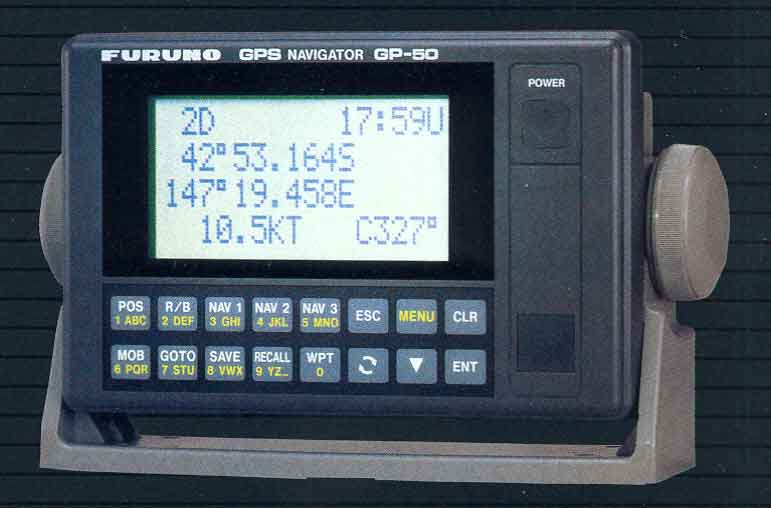 FURUNO GPS NAVIGATOR GP-50
POWER
2D 17:59U
42°53.164S
147°19.458E
10.5KT C327°
POS R/B NAV 1 NAV 2 NAV 3 ESC MENU CLR
1 ABC 2 DEF 3 GHI 4 JKL 5 MNO
MOB GOTO SAVE RECALL WPT ▼ ENT
6 PQR 7 STU 8 VWX 9 YZ_ 0